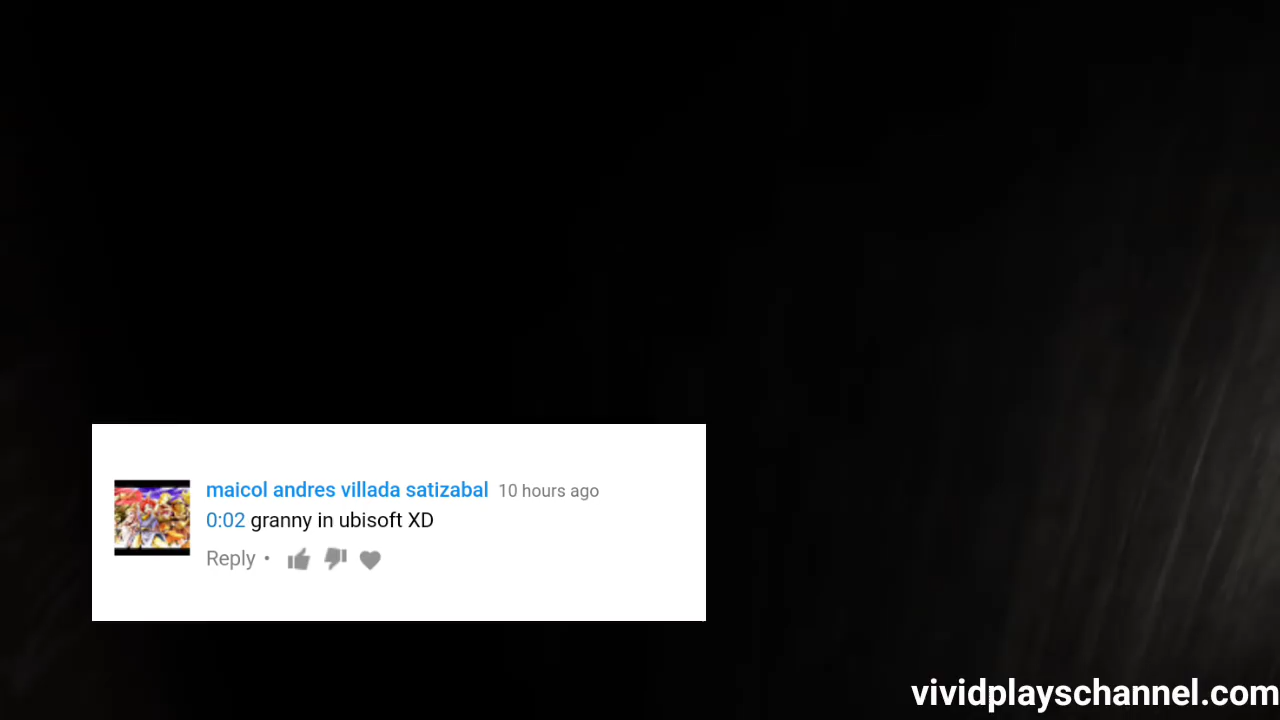 maicol andres villada satizabal 10 hours ago
0:02 granny in ubisoft XD
Reply •
vividplayschannel.com